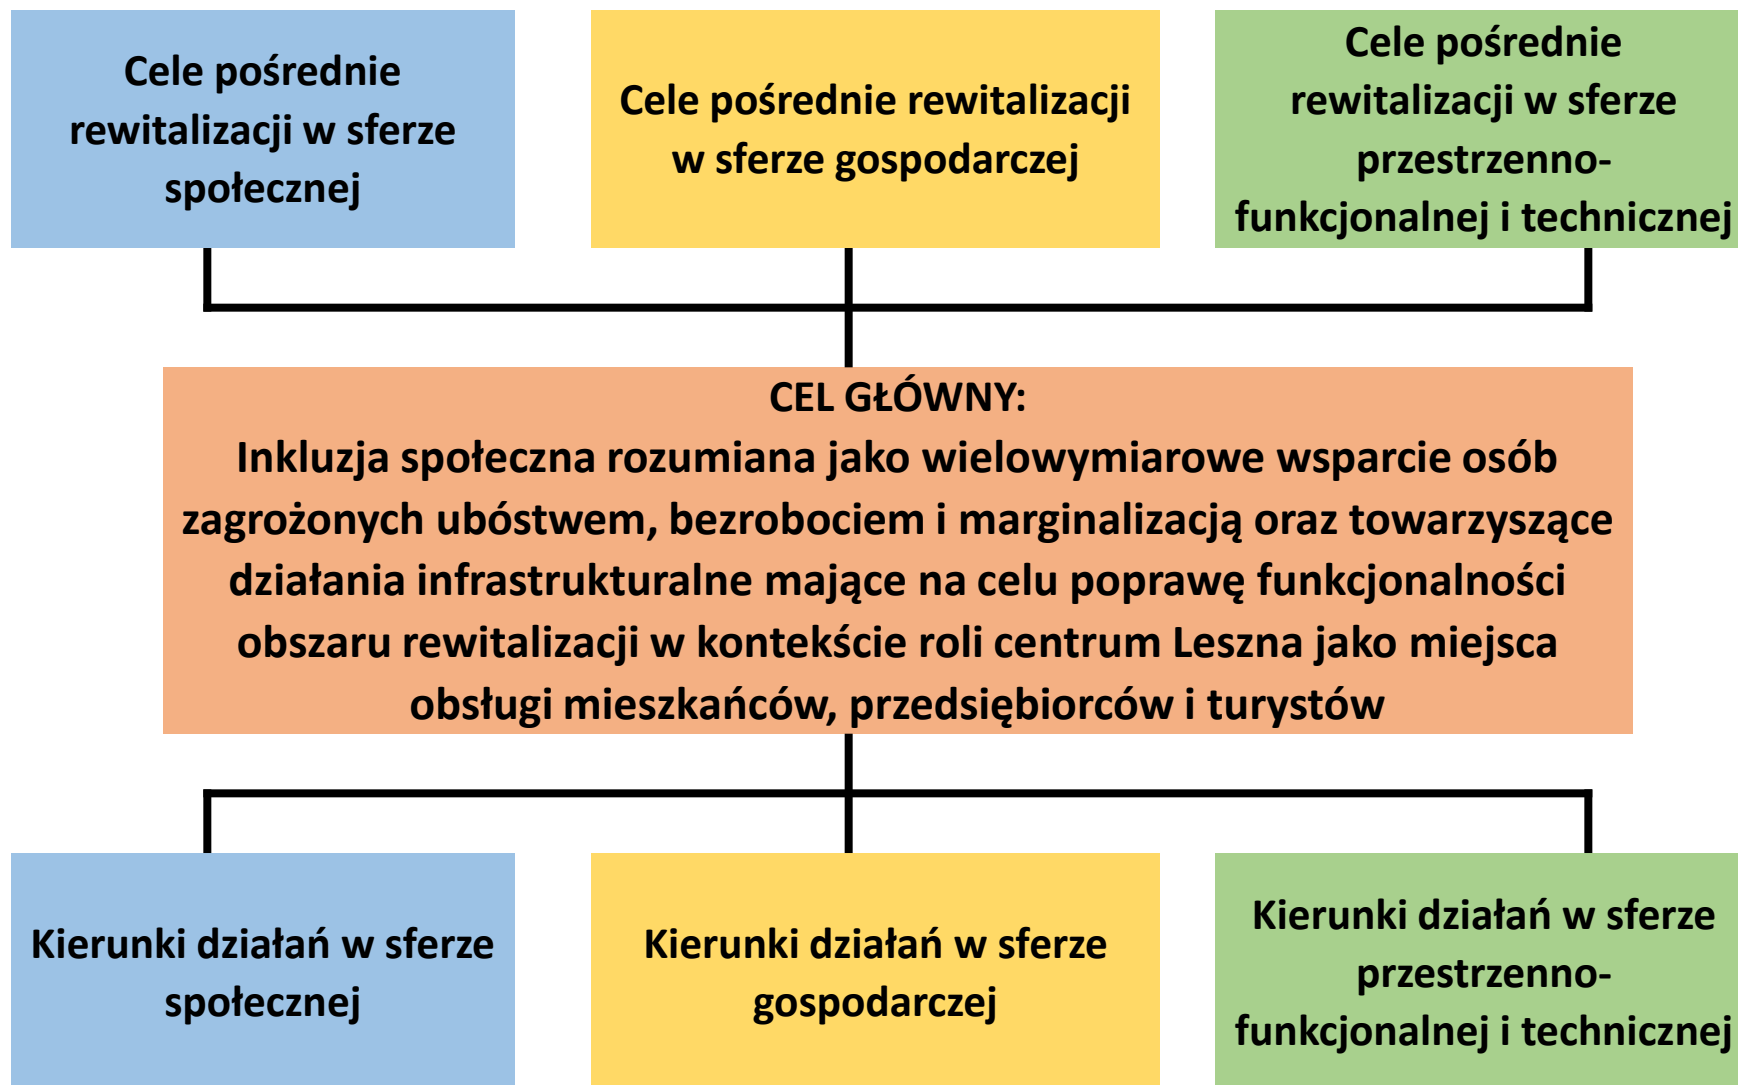 Cele pośrednie
rewitalizacji w sferze
społecznej
Cele pośrednie rewitalizacji
w sferze gospodarczej
Cele pośrednie
rewitalizacji w sferze
przestrzenno-
funkcjonalnej i technicznej
CEL GŁÓWNY:
Inkluzja społeczna rozumiana jako wielowymiarowe wsparcie osób
zagrożonych ubóstwem, bezrobociem i marginalizacją oraz towarzyszące
działania infrastrukturalne mające na celu poprawę funkcjonalności
obszaru rewitalizacji w kontekście roli centrum Leszna jako miejsca
obsługi mieszkańców, przedsiębiorców i turystów
Kierunki działań w sferze
społecznej
Kierunki działań w sferze
gospodarczej
Kierunki działań w sferze
przestrzenno-
funkcjonalnej i technicznej